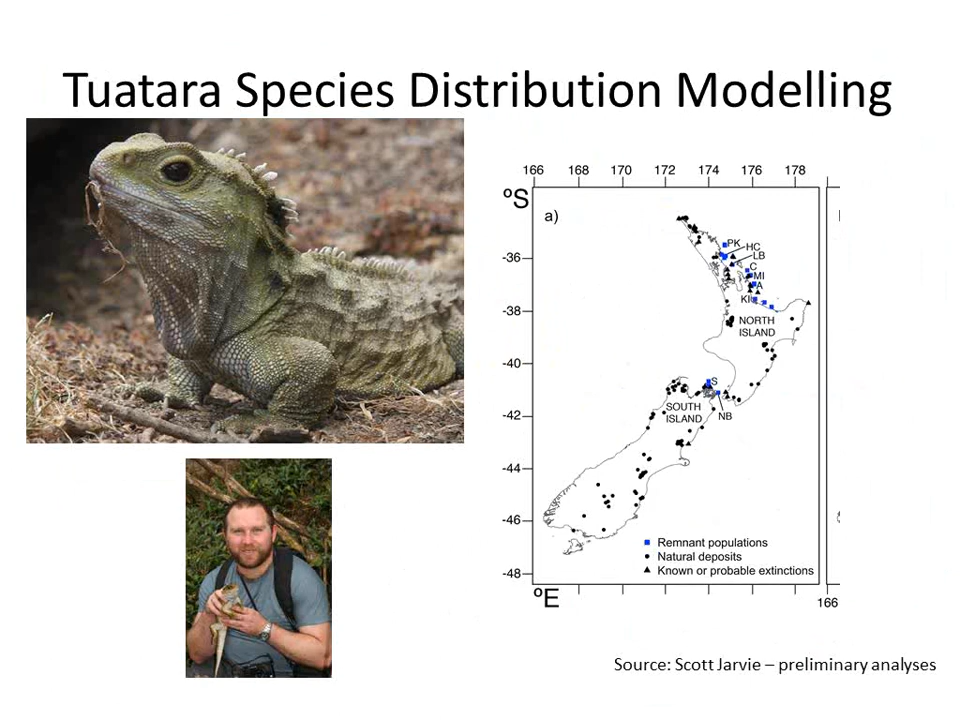 Tuatara Species Distribution Modelling
166 168 170 172 174 176 178
ºS
a)
PK
HC
LB
-36
C
MI
A
KI
-38
NORTH
ISLAND
-40
S
SOUTH
ISLAND
NB
-42
-44
-46
Remnant populations
Natural deposits
Known or probable extinctions
-48
ºE
166
Source: Scott Jarvie – preliminary analyses